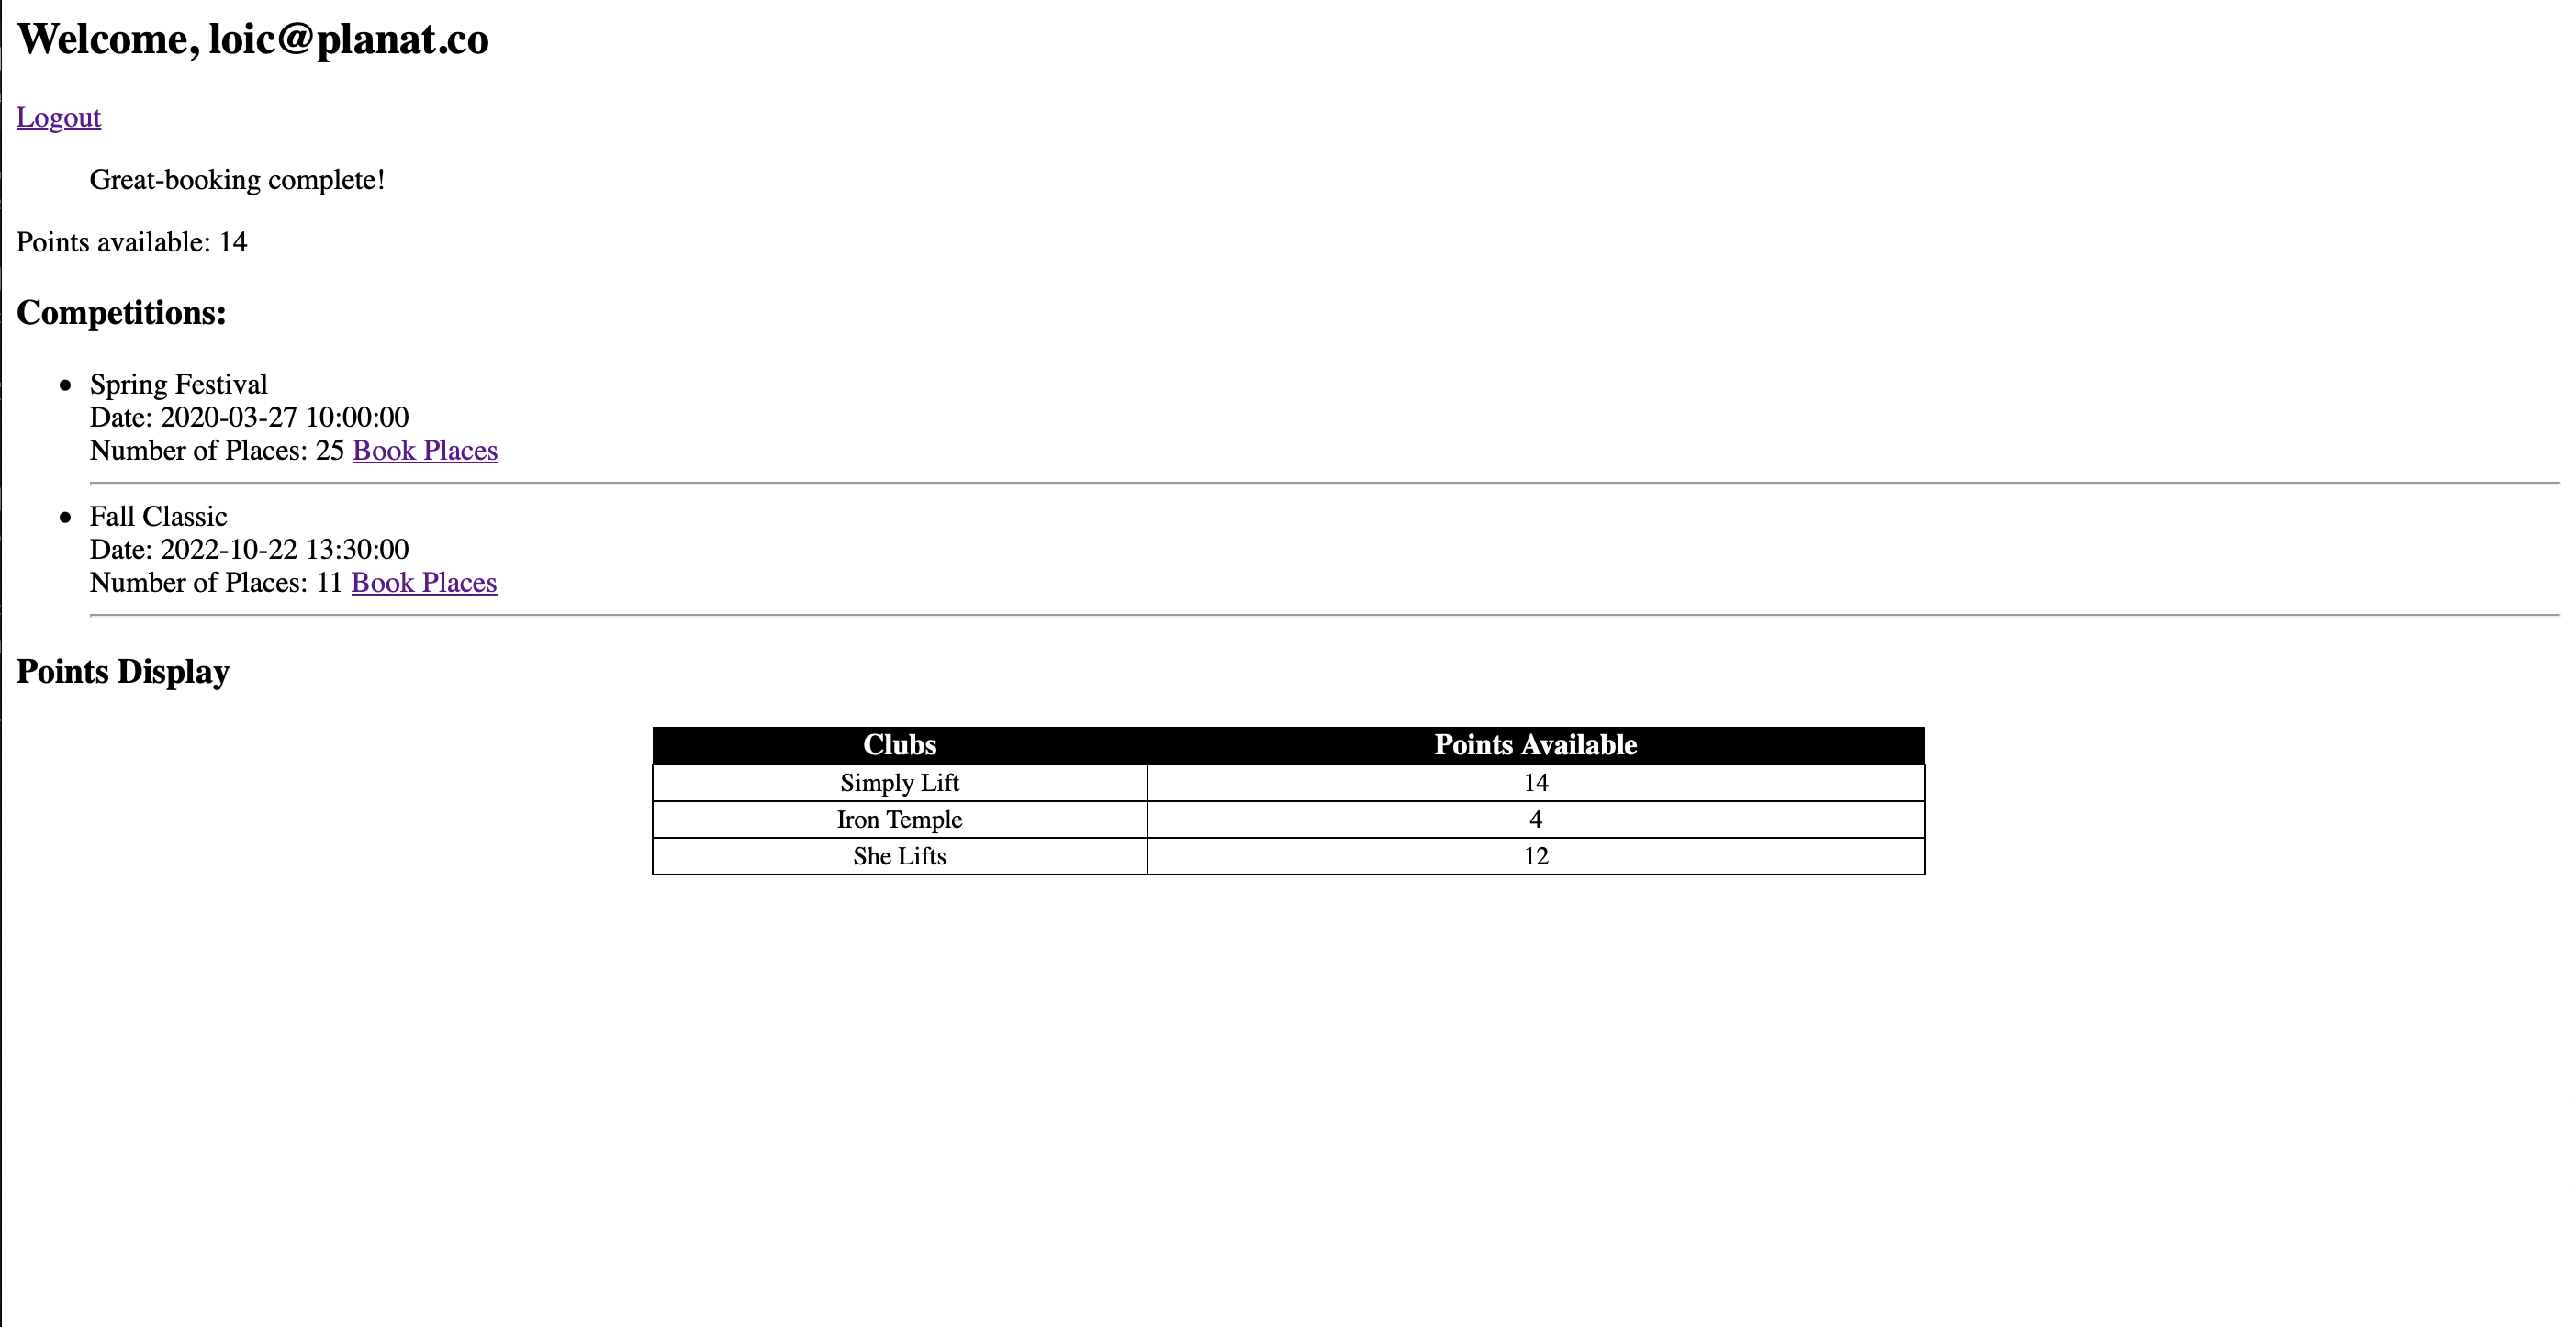 Welcome, loic@planat.co
Logout
Great-booking complete!
Points available: 14
Competitions:
Spring Festival
Date: 2020-03-27 10:00:00
Number of Places: 25 Book Places
Fall Classic
Date: 2022-10-22 13:30:00
Number of Places: 11 Book Places
Points Display
Clubs Points Available
Simply Lift 14
Iron Temple 4
She Lifts 12